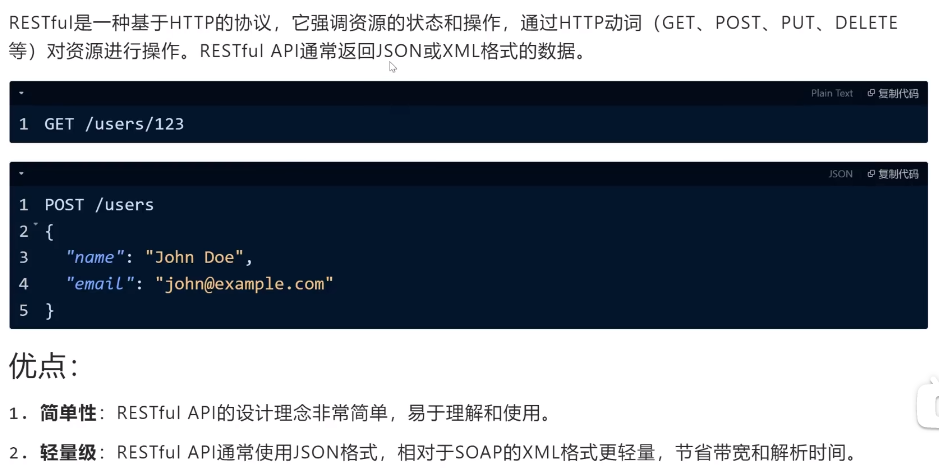 RESTful是一种基于HTTP的协议，它强调资源的状态和操作，通过HTTP动词（GET、POST、PUT、DELETE
等）对资源进行操作。RESTful API通常返回JSON或XML格式的数据。
Plain Text 复制代码
1 GET /users/123
JSON 复制代码
1 POST /users
2 {
3 "name": "John Doe",
4 "email": "john@example.com"
5 }
优点：
1. 简单性：RESTful API的设计理念非常简单，易于理解和使用。
2. 轻量级：RESTful API通常使用JSON格式，相对于SOAP的XML格式更轻量，节省带宽和解析时间。